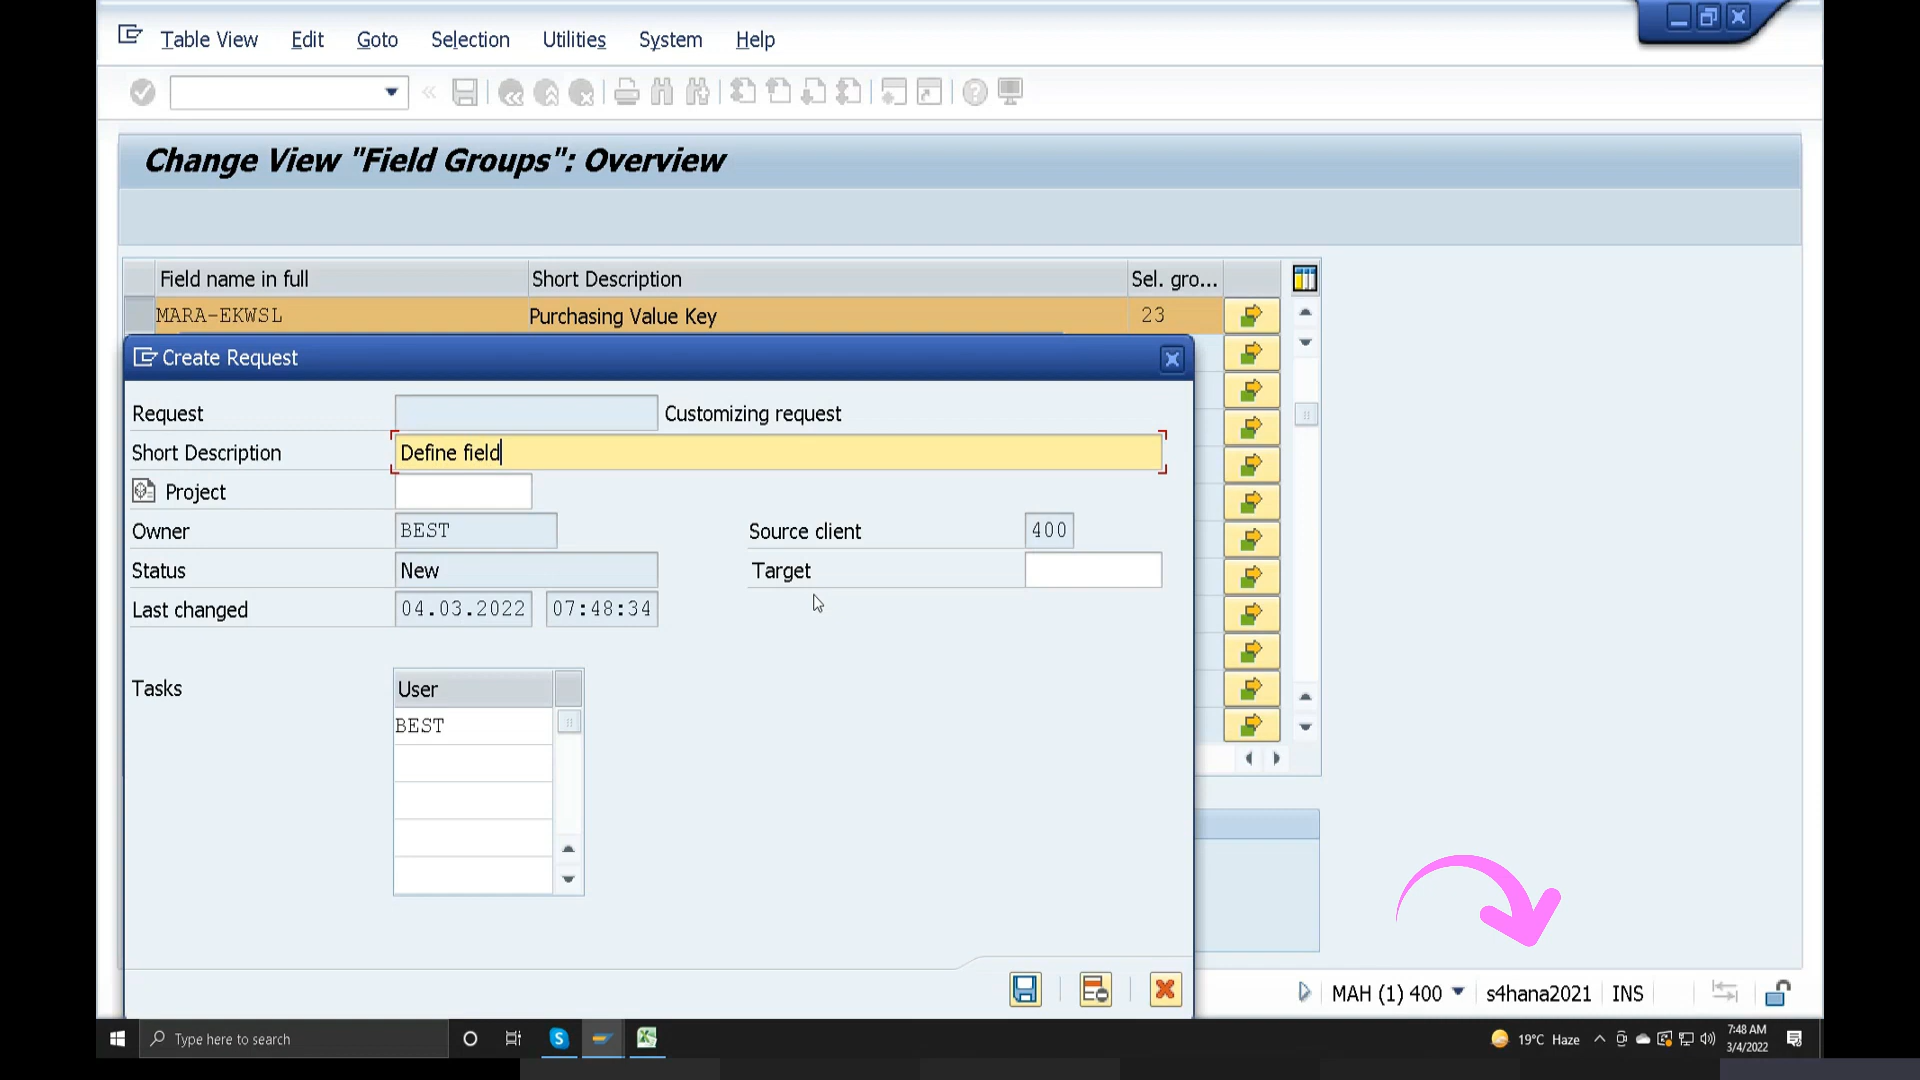 Table View Edit Goto Selection Utilities System Help
Change View "Field Groups": Overview
Field name in full Short Description Sel. gro...
MARA-EKWSL Purchasing Value Key 23
Create Request
Request Customizing request
Short Description Define field
Project
Owner BEST Source client 400
Status New Target
Last changed 04.03.2022 07:48:34
Tasks User
BEST
MAH (1) 400 s4hana2021 INS
Type here to search 19°C Haze 7:48 AM
3/4/2022